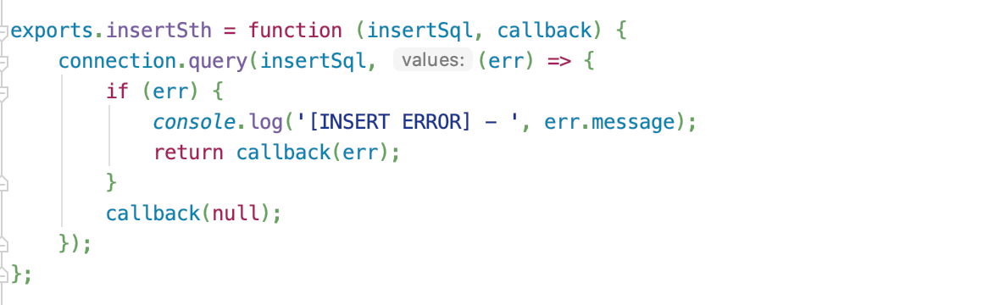 exports.insertSth = function (insertSql, callback) {
    connection.query(insertSql, values: (err) => {
        if (err) {
            console.log('[INSERT ERROR] - ', err.message);
            return callback(err);
        }
        callback(null);
    });
};